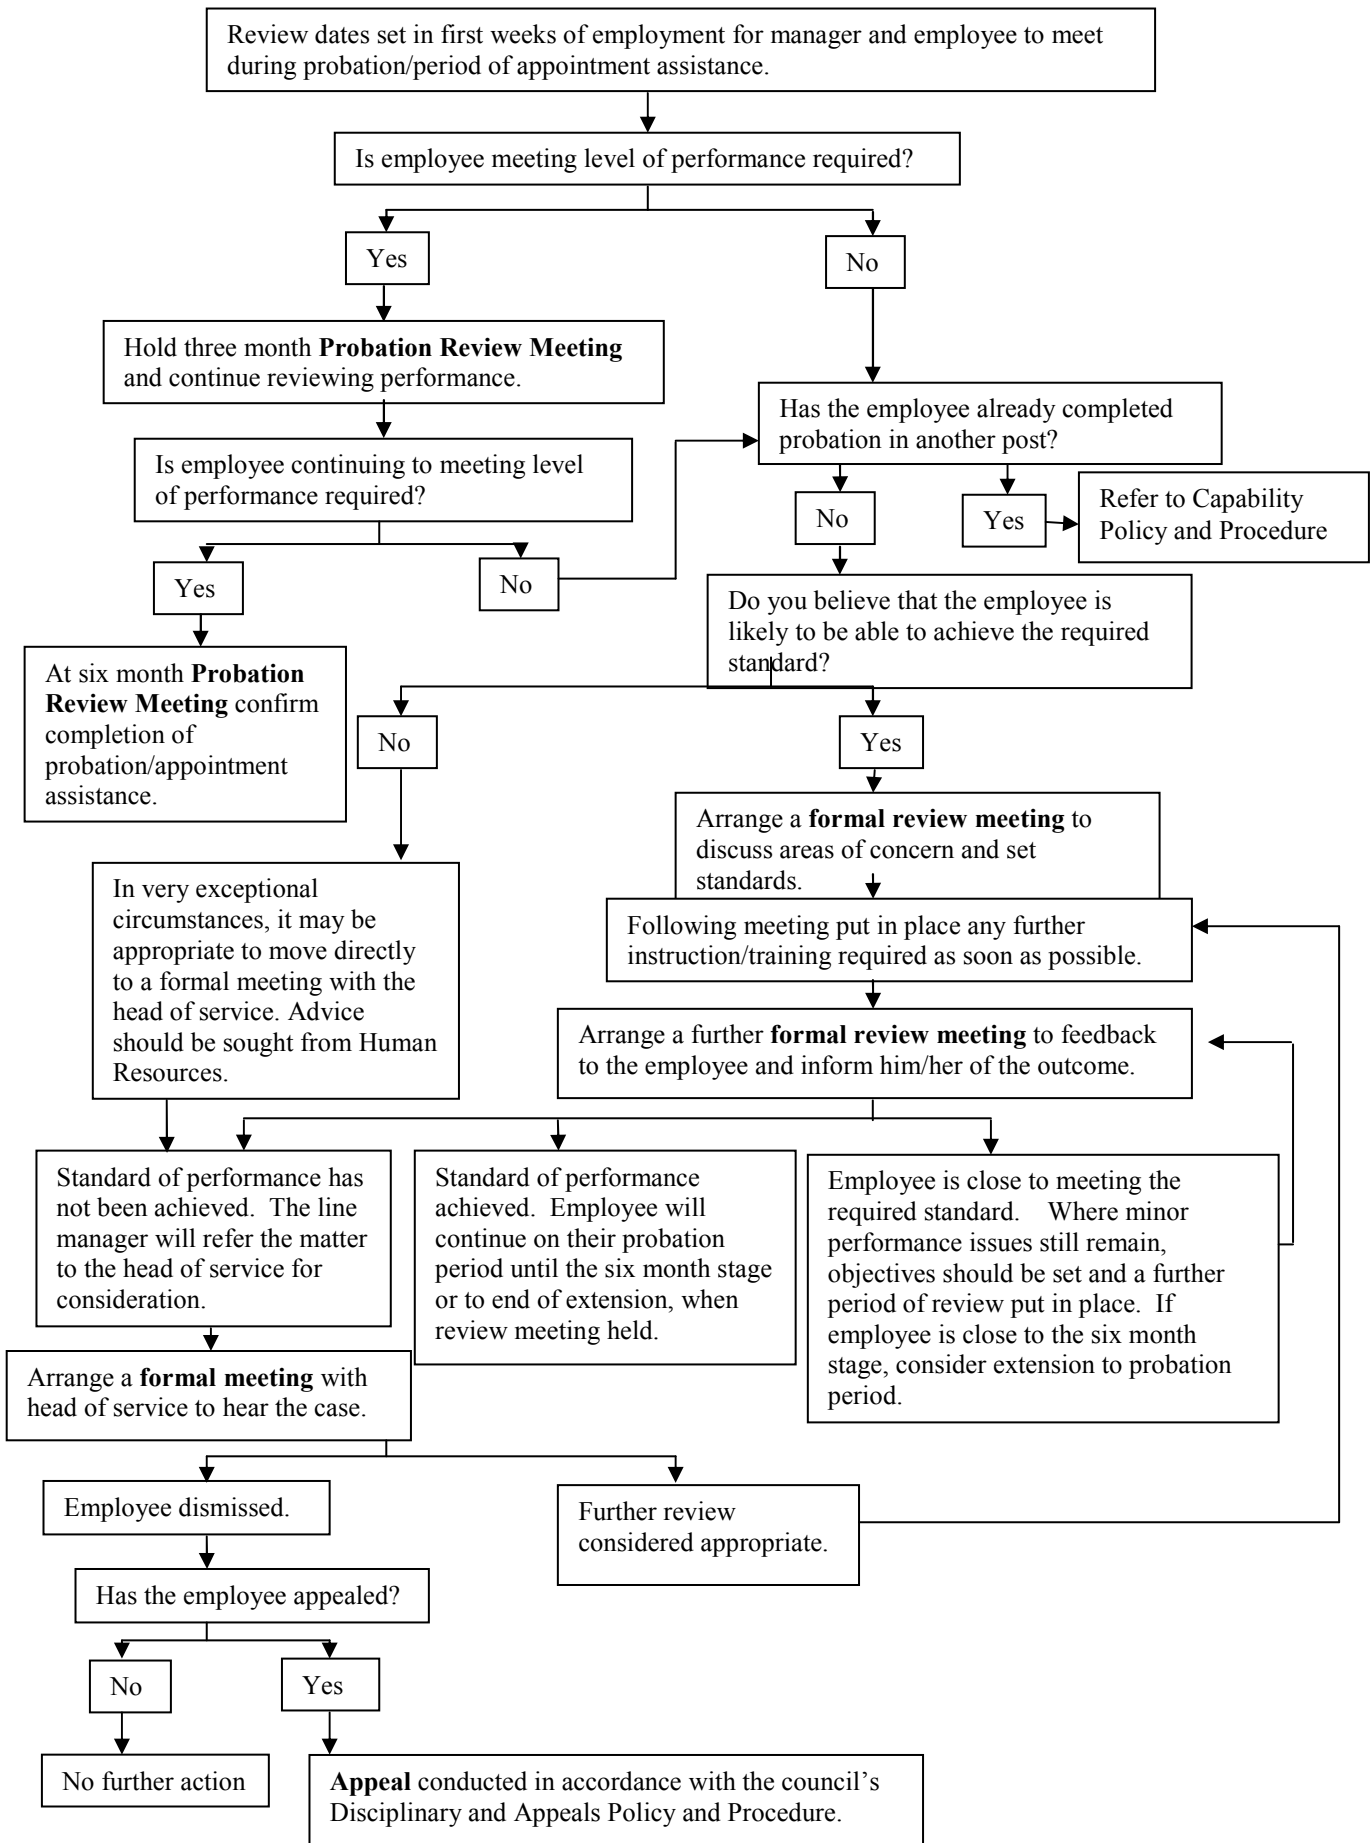 Review dates set in first weeks of employment for manager and employee to meet
during probation/period of appointment assistance.
Is employee meeting level of performance required?
Yes
No
Hold three month Probation Review Meeting
and continue reviewing performance.
Has the employee already completed
probation in another post?
Is employee continuing to meeting level
of performance required?
No
Yes
Refer to Capability
Policy and Procedure
Yes
No
Do you believe that the employee is
likely to be able to achieve the required
standard?
At six month Probation
Review Meeting confirm
completion of
probation/appointment
assistance.
No
Yes
Arrange a formal review meeting to
discuss areas of concern and set
standards.
In very exceptional
circumstances, it may be
appropriate to move directly
to a formal meeting with the
head of service. Advice
should be sought from Human
Resources.
Following meeting put in place any further
instruction/training required as soon as possible.
Arrange a further formal review meeting to feedback
to the employee and inform him/her of the outcome.
Standard of performance has
not been achieved. The line
manager will refer the matter
to the head of service for
consideration.
Standard of performance
achieved. Employee will
continue on their probation
period until the six month stage
or to end of extension, when
review meeting held.
Employee is close to meeting the
required standard. Where minor
performance issues still remain,
objectives should be set and a further
period of review put in place. If
employee is close to the six month
stage, consider extension to probation
period.
Arrange a formal meeting with
head of service to hear the case.
Employee dismissed.
Further review
considered appropriate.
Has the employee appealed?
No
Yes
No further action
Appeal conducted in accordance with the council’s
Disciplinary and Appeals Policy and Procedure.